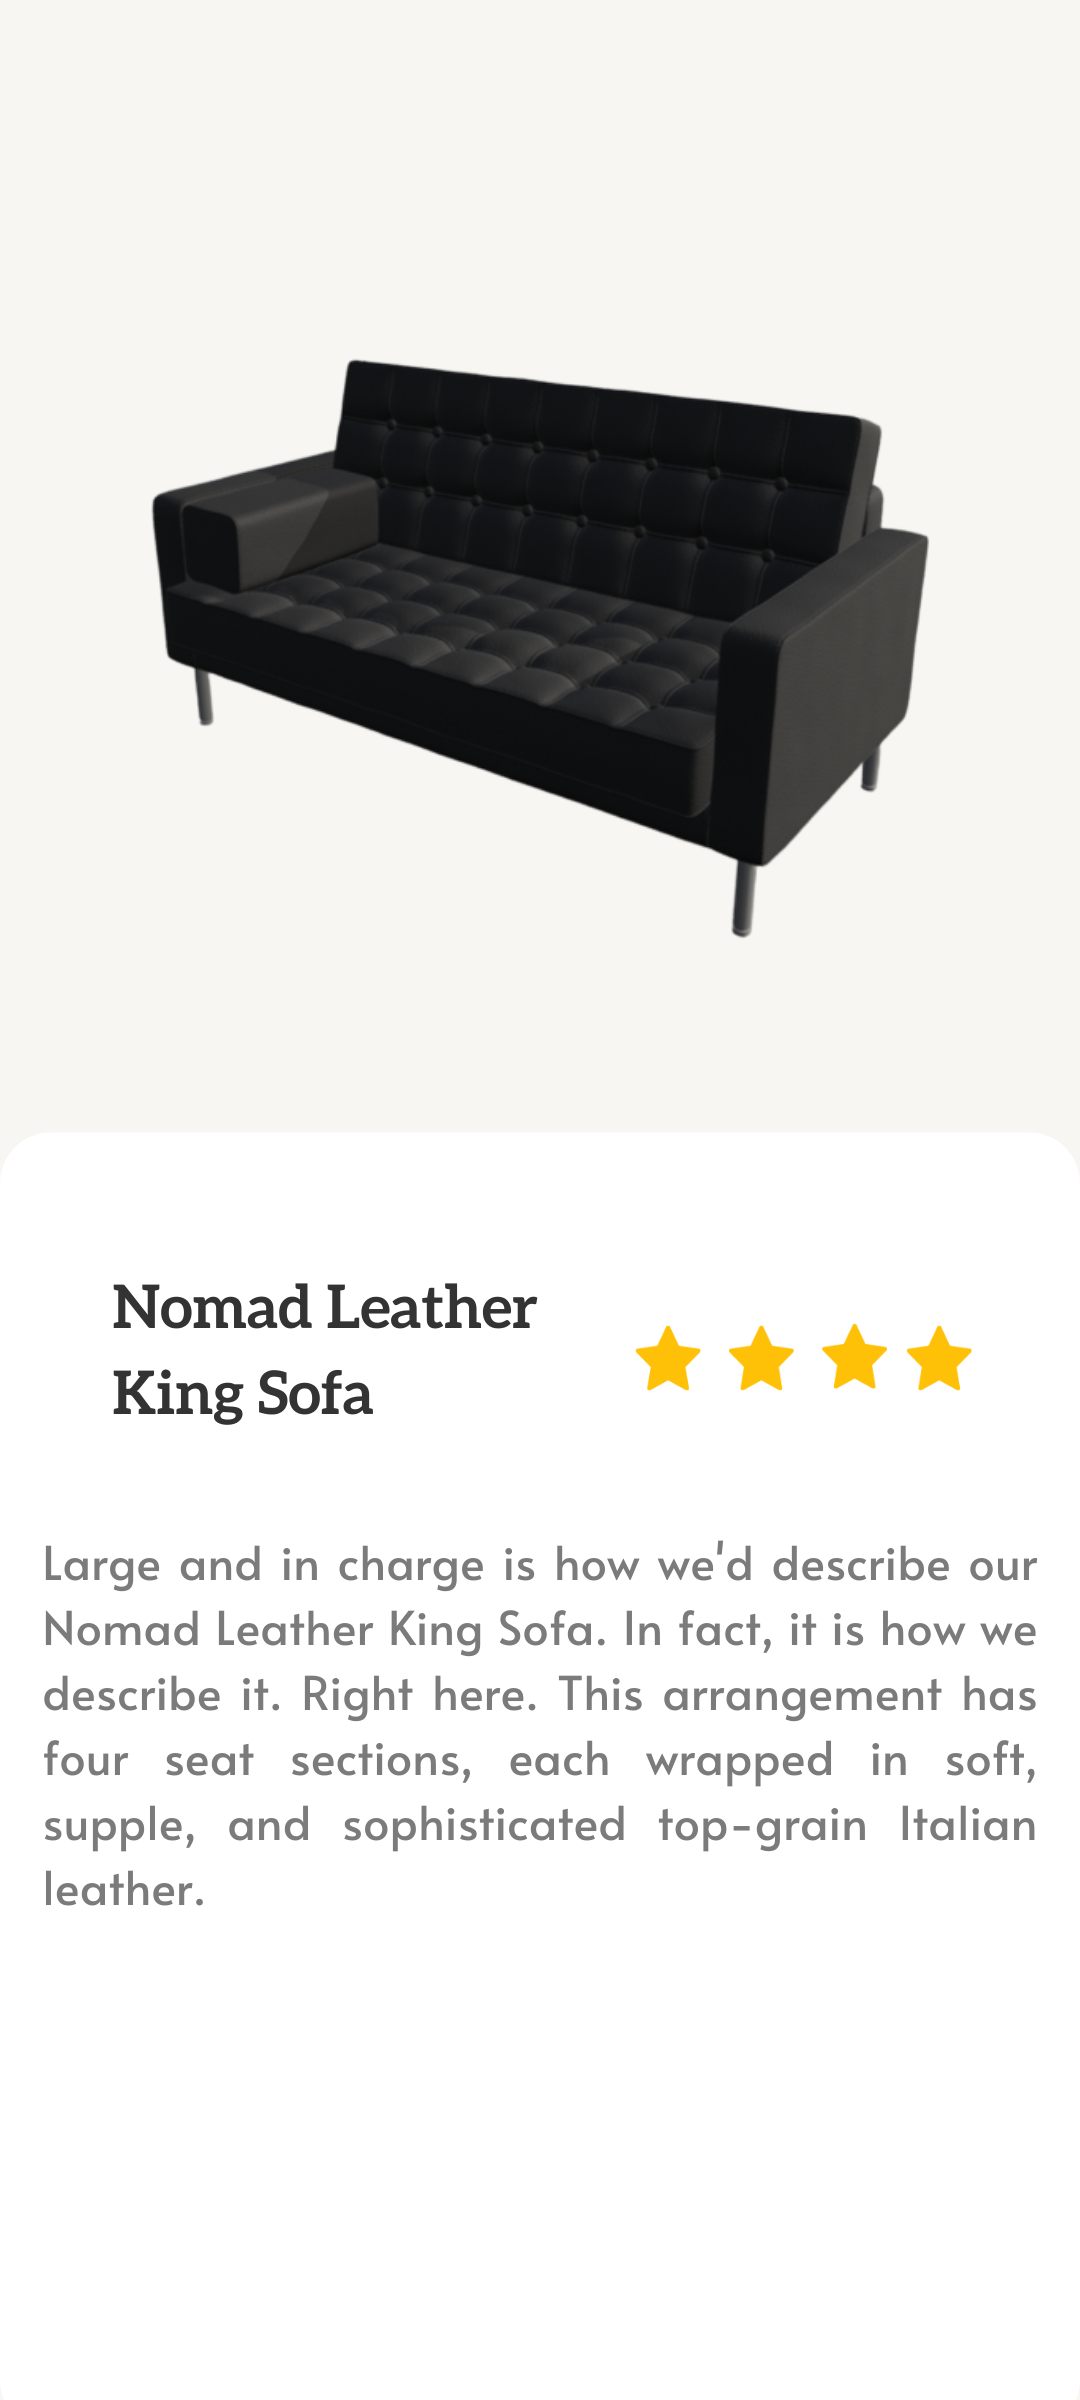 Nomad Leather
King Sofa
Large and in charge is how we'd describe our
Nomad Leather King Sofa. In fact, it is how we
describe it. Right here. This arrangement has
four seat sections, each wrapped in soft,
supple, and sophisticated top-grain Italian
leather.